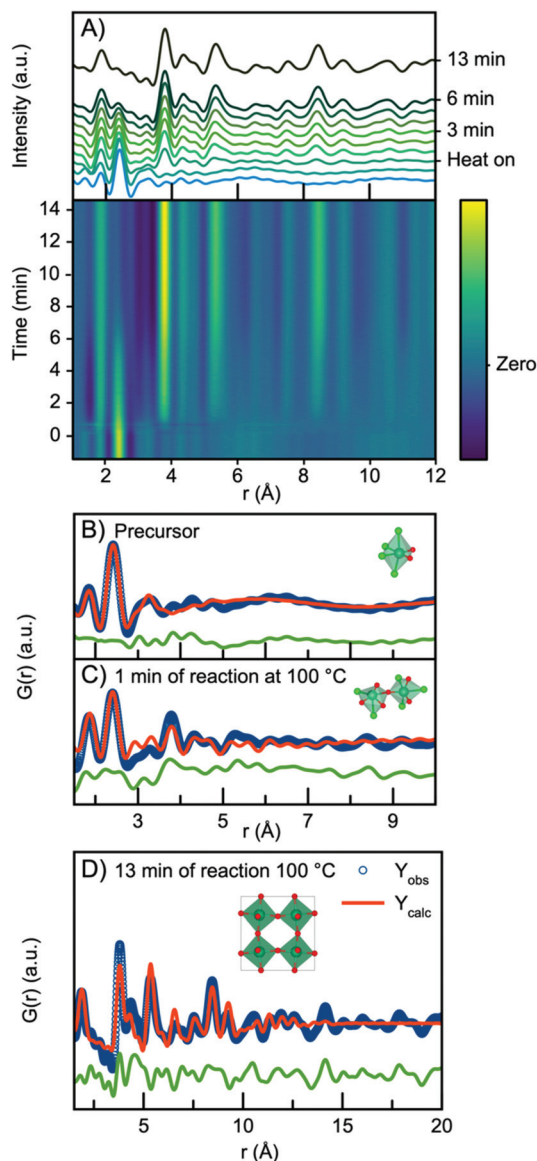 A)
Intensity (a.u.)
13 min
6 min
3 min
Heat on
Time (min)
14
12
10
8
6
4
2
0
Zero
2 4 6 8 10 12
r (Å)
B) Precursor
G(r) (a.u.)
C) 1 min of reaction at 100 °C
3 5 7 9
r (Å)
D) 13 min of reaction 100 °C
Yobs
Ycalc
G(r) (a.u.)
5 10 15 20
r (Å)